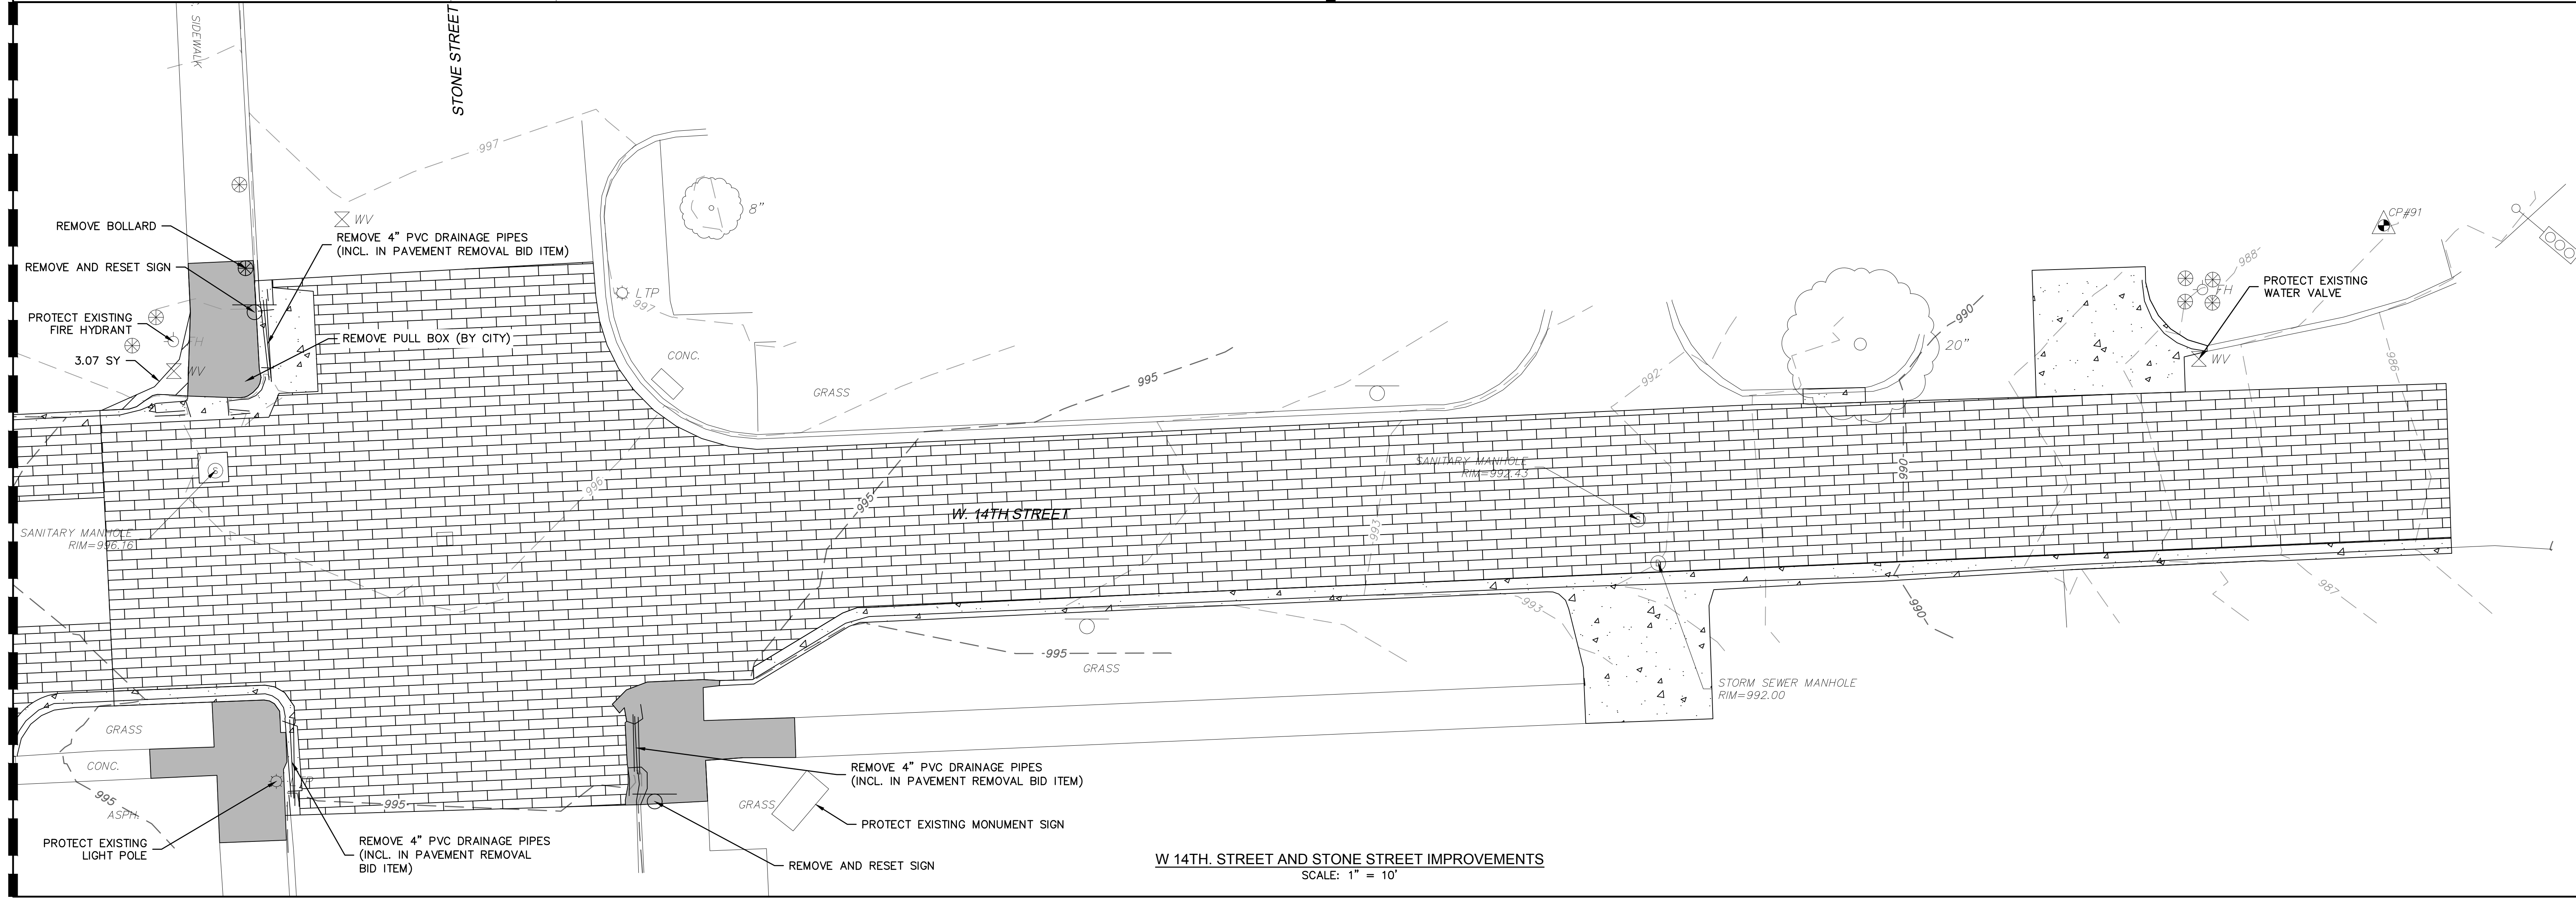 SIDEWALK
STONE STREET
997
8"
WV
REMOVE BOLLARD
REMOVE 4" PVC DRAINAGE PIPES
(INCL. IN PAVEMENT REMOVAL BID ITEM)
REMOVE AND RESET SIGN
LTP
997
PROTECT EXISTING
FIRE HYDRANT
FH
REMOVE PULL BOX (BY CITY)
3.07 SY
WV
CONC.
GRASS
995
992
20"
990
CP#91
988
FH
PROTECT EXISTING
WATER VALVE
WV
986
SANITARY MANHOLE
RIM=996.16
996
995
W. 14TH STREET
SANITARY MANHOLE
RIM=992.43
993
990
987
993
990
995
GRASS
STORM SEWER MANHOLE
RIM=992.00
GRASS
CONC.
995
ASPH.
995
PROTECT EXISTING
LIGHT POLE
REMOVE 4" PVC DRAINAGE PIPES
(INCL. IN PAVEMENT REMOVAL
BID ITEM)
REMOVE 4" PVC DRAINAGE PIPES
(INCL. IN PAVEMENT REMOVAL BID ITEM)
GRASS
PROTECT EXISTING MONUMENT SIGN
REMOVE AND RESET SIGN
W 14TH. STREET AND STONE STREET IMPROVEMENTS
SCALE: 1" = 10'